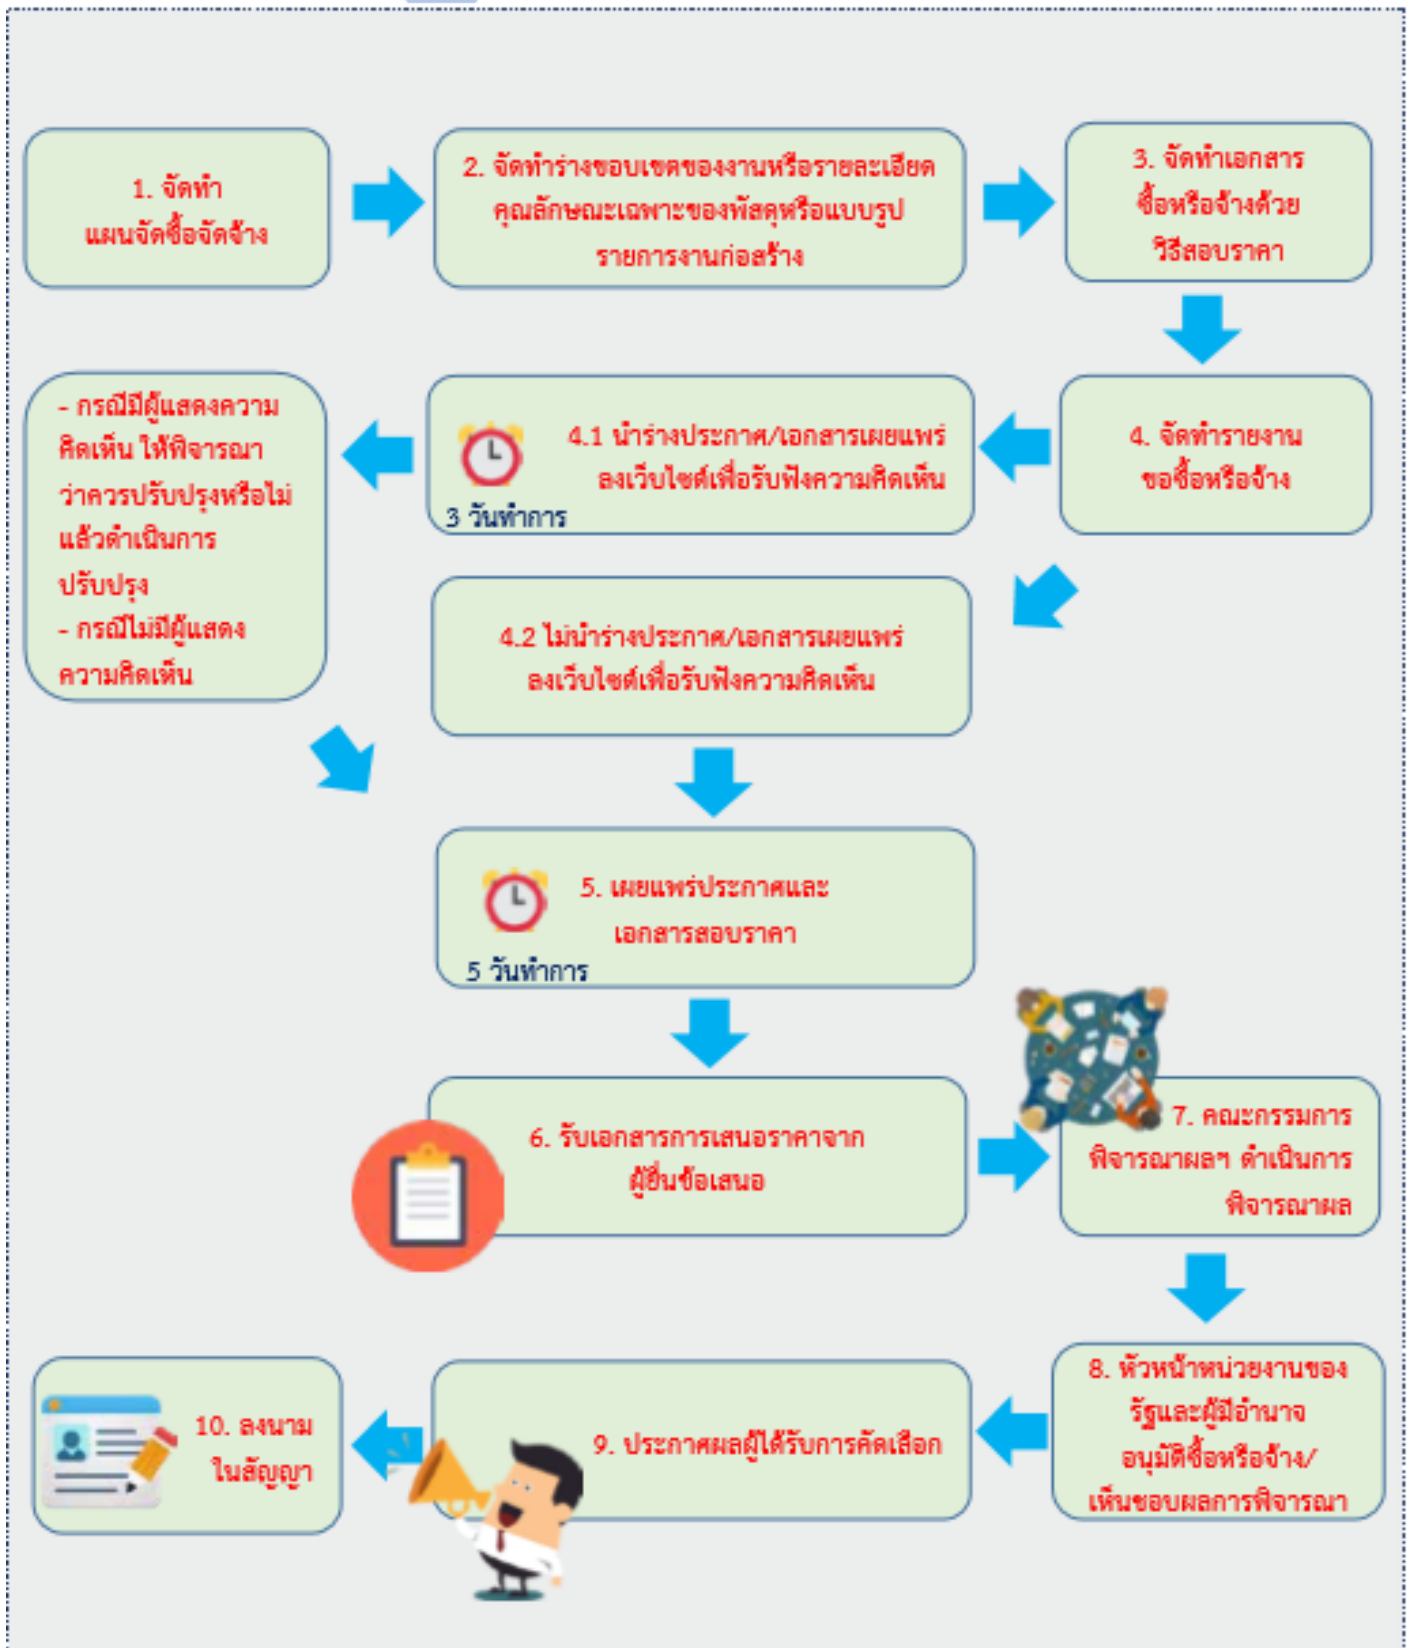 1. จัดทำ
แผนจัดซื้อจัดจ้าง
2. จัดทำร่างขอบเขตของงานหรือรายละเอียด
คุณลักษณะเฉพาะของพัสดุหรือแบบรูป
รายการงานก่อสร้าง
3. จัดทำเอกสาร
ซื้อหรือจ้างด้วย
วิธีสอบราคา
4. จัดทำรายงาน
ขอซื้อหรือจ้าง
4.1 นำร่างประกาศ/เอกสารเผยแพร่
ลงเว็บไซต์เพื่อรับฟังความคิดเห็น
3 วันทำการ
- กรณีมีผู้แสดงความ
คิดเห็น ให้พิจารณา
ว่าควรปรับปรุงหรือไม่
แล้วดำเนินการ
ปรับปรุง
- กรณีไม่มีผู้แสดง
ความคิดเห็น
4.2 ไม่นำร่างประกาศ/เอกสารเผยแพร่
ลงเว็บไซต์เพื่อรับฟังความคิดเห็น
5. เผยแพร่ประกาศและ
เอกสารสอบราคา
5 วันทำการ
6. รับเอกสารการเสนอราคาจาก
ผู้ยื่นข้อเสนอ
7. คณะกรรมการ
พิจารณาผลฯ ดำเนินการ
พิจารณาผล
8. หัวหน้าหน่วยงานของ
รัฐและผู้มีอำนาจ
อนุมัติซื้อหรือจ้าง/
เห็นชอบผลการพิจารณา
9. ประกาศผลผู้ได้รับการคัดเลือก
10. ลงนาม
ในสัญญา